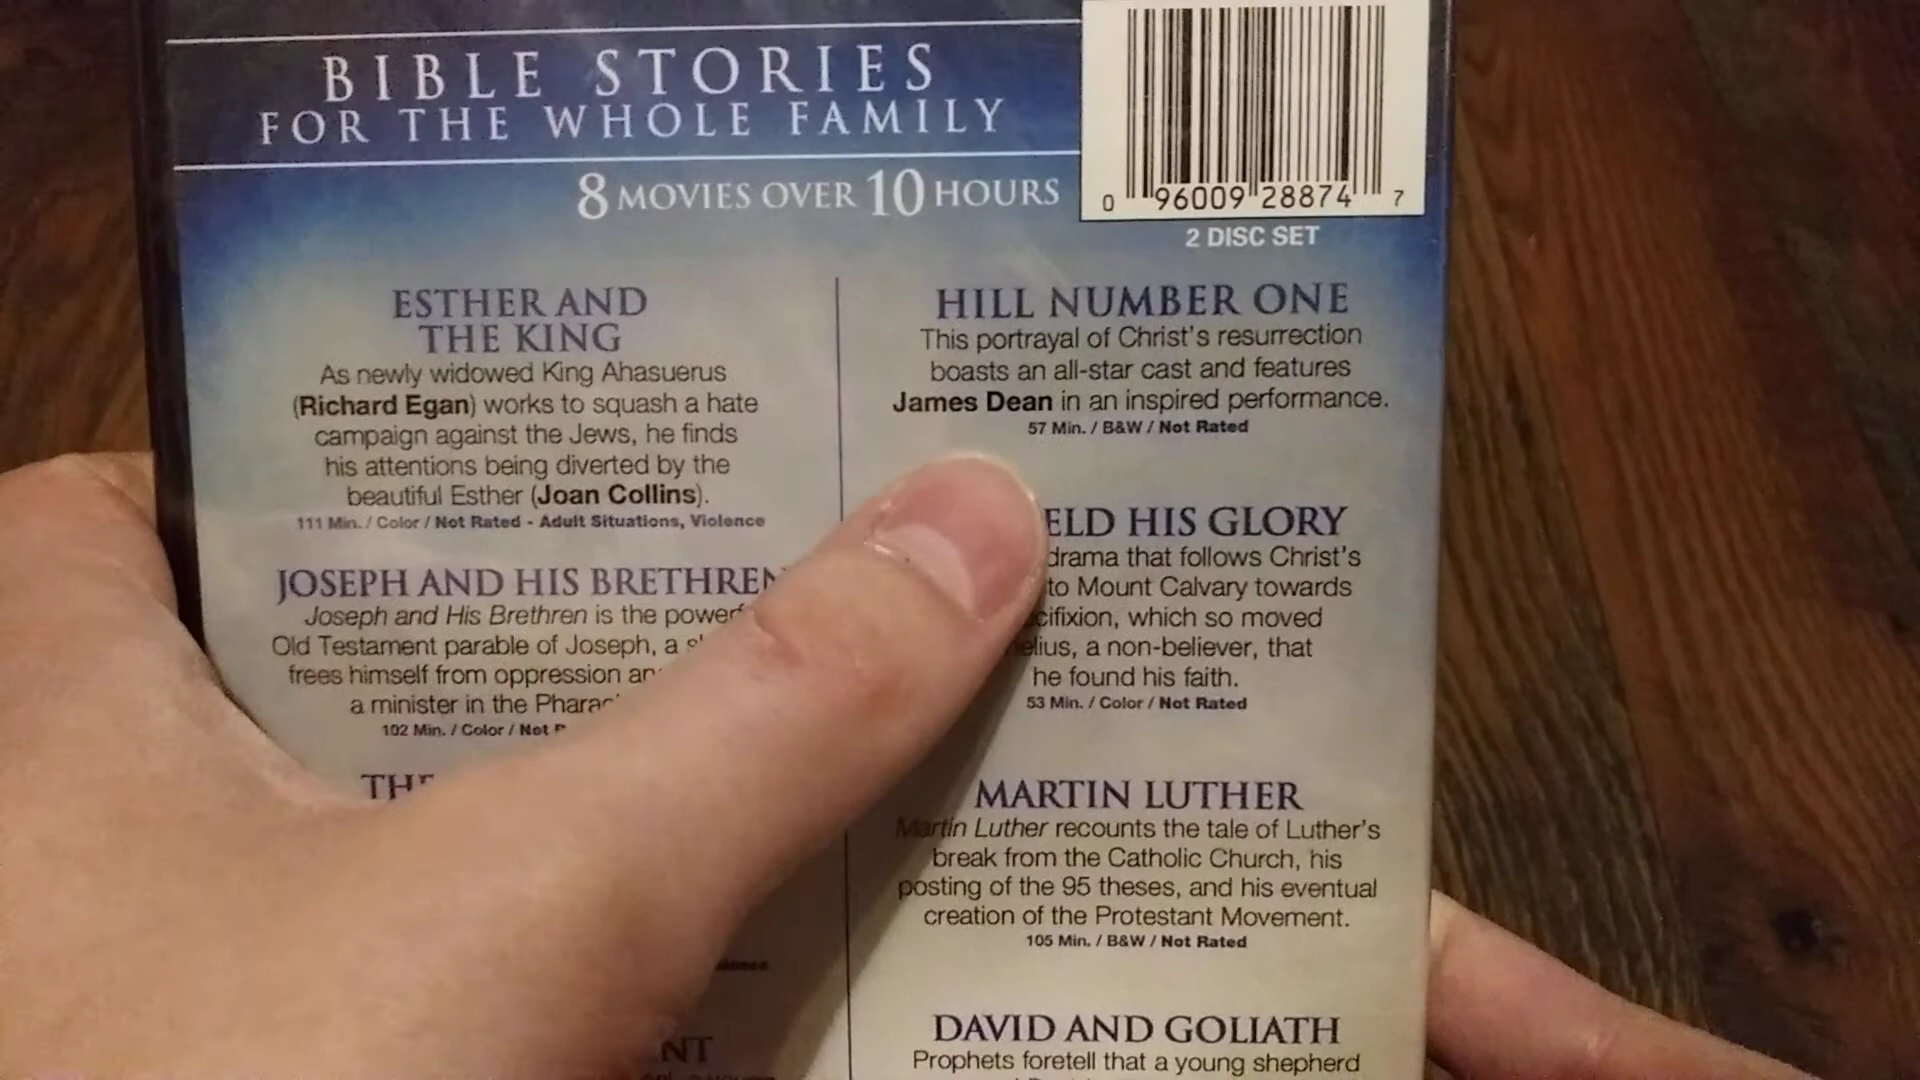 BIBLE STORIES
FOR THE WHOLE FAMILY
8 MOVIES OVER 10 HOURS
0 96009 28874 7
2 DISC SET
ESTHER AND
THE KING
As newly widowed King Ahasuerus
(Richard Egan) works to squash a hate
campaign against the Jews, he finds
his attentions being diverted by the
beautiful Esther (Joan Collins).
111 Min. / Color / Not Rated - Adult Situations, Violence
JOSEPH AND HIS BRETHREN
Joseph and His Brethren is the
Old Testament parable of Joseph, a
frees himself from oppression
a minister in the
102 Min. / Color / Not
HILL NUMBER ONE
This portrayal of Christ's resurrection
boasts an all-star cast and features
James Dean in an inspired performance.
57 Min. / B&W / Not Rated
HIS GLORY
drama that follows Christ's
to Mount Calvary towards
which so moved
a non-believer, that
he found his faith.
53 Min. / Color / Not Rated
MARTIN LUTHER
Martin Luther recounts the tale of Luther's
break from the Catholic Church, his
posting of the 95 theses, and his eventual
creation of the Protestant Movement.
105 Min. / B&W / Not Rated
DAVID AND GOLIATH
Prophets foretell that a young shepherd